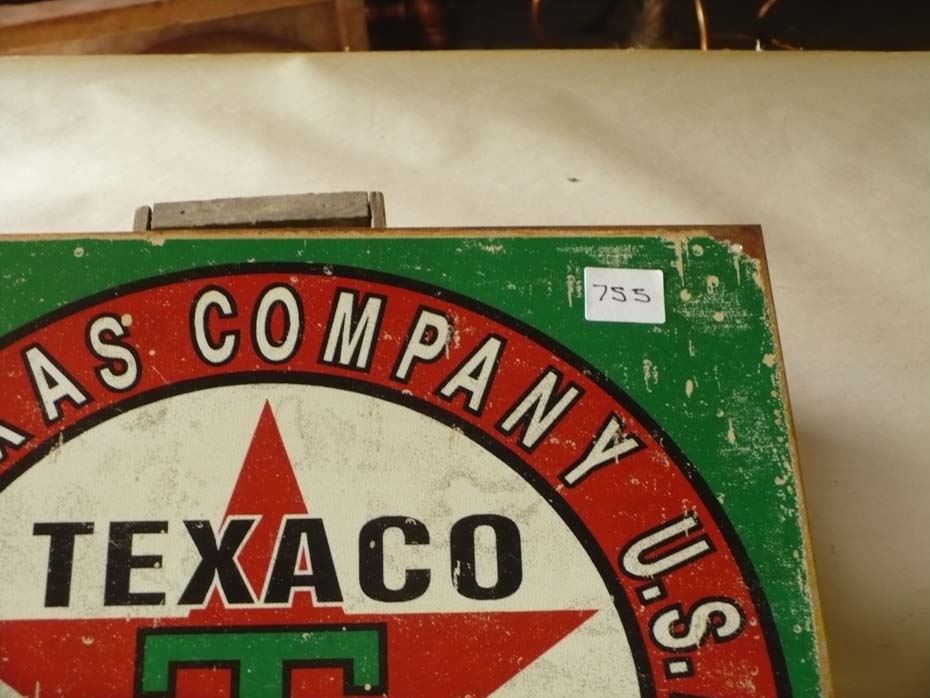 755
XAS COMPANY U.S.
TEXACO
T